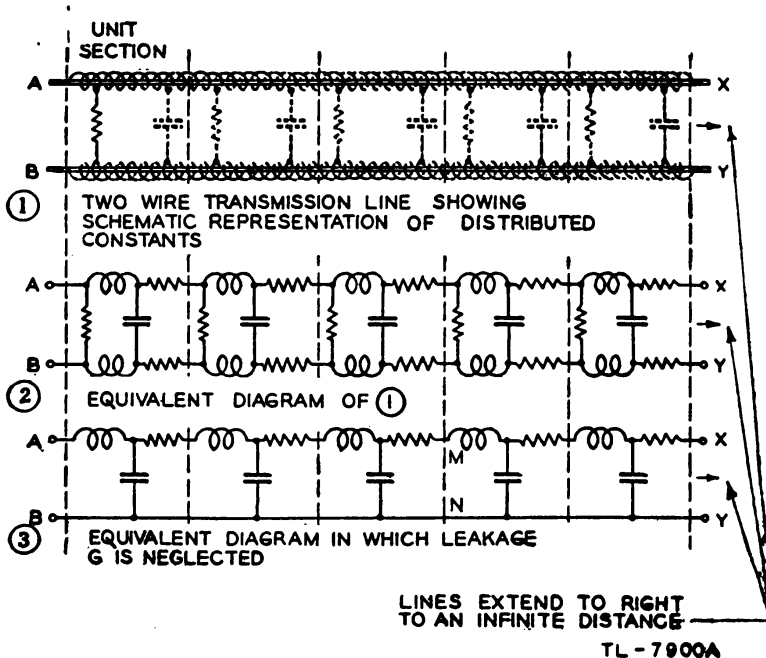 UNIT
SECTION
A X
B Y
1 TWO WIRE TRANSMISSION LINE SHOWING
SCHEMATIC REPRESENTATION OF DISTRIBUTED
CONSTANTS
A X
B Y
2 EQUIVALENT DIAGRAM OF 1
A X
M
N
B Y
3 EQUIVALENT DIAGRAM IN WHICH LEAKAGE
G IS NEGLECTED
LINES EXTEND TO RIGHT
TO AN INFINITE DISTANCE
TL-7900A